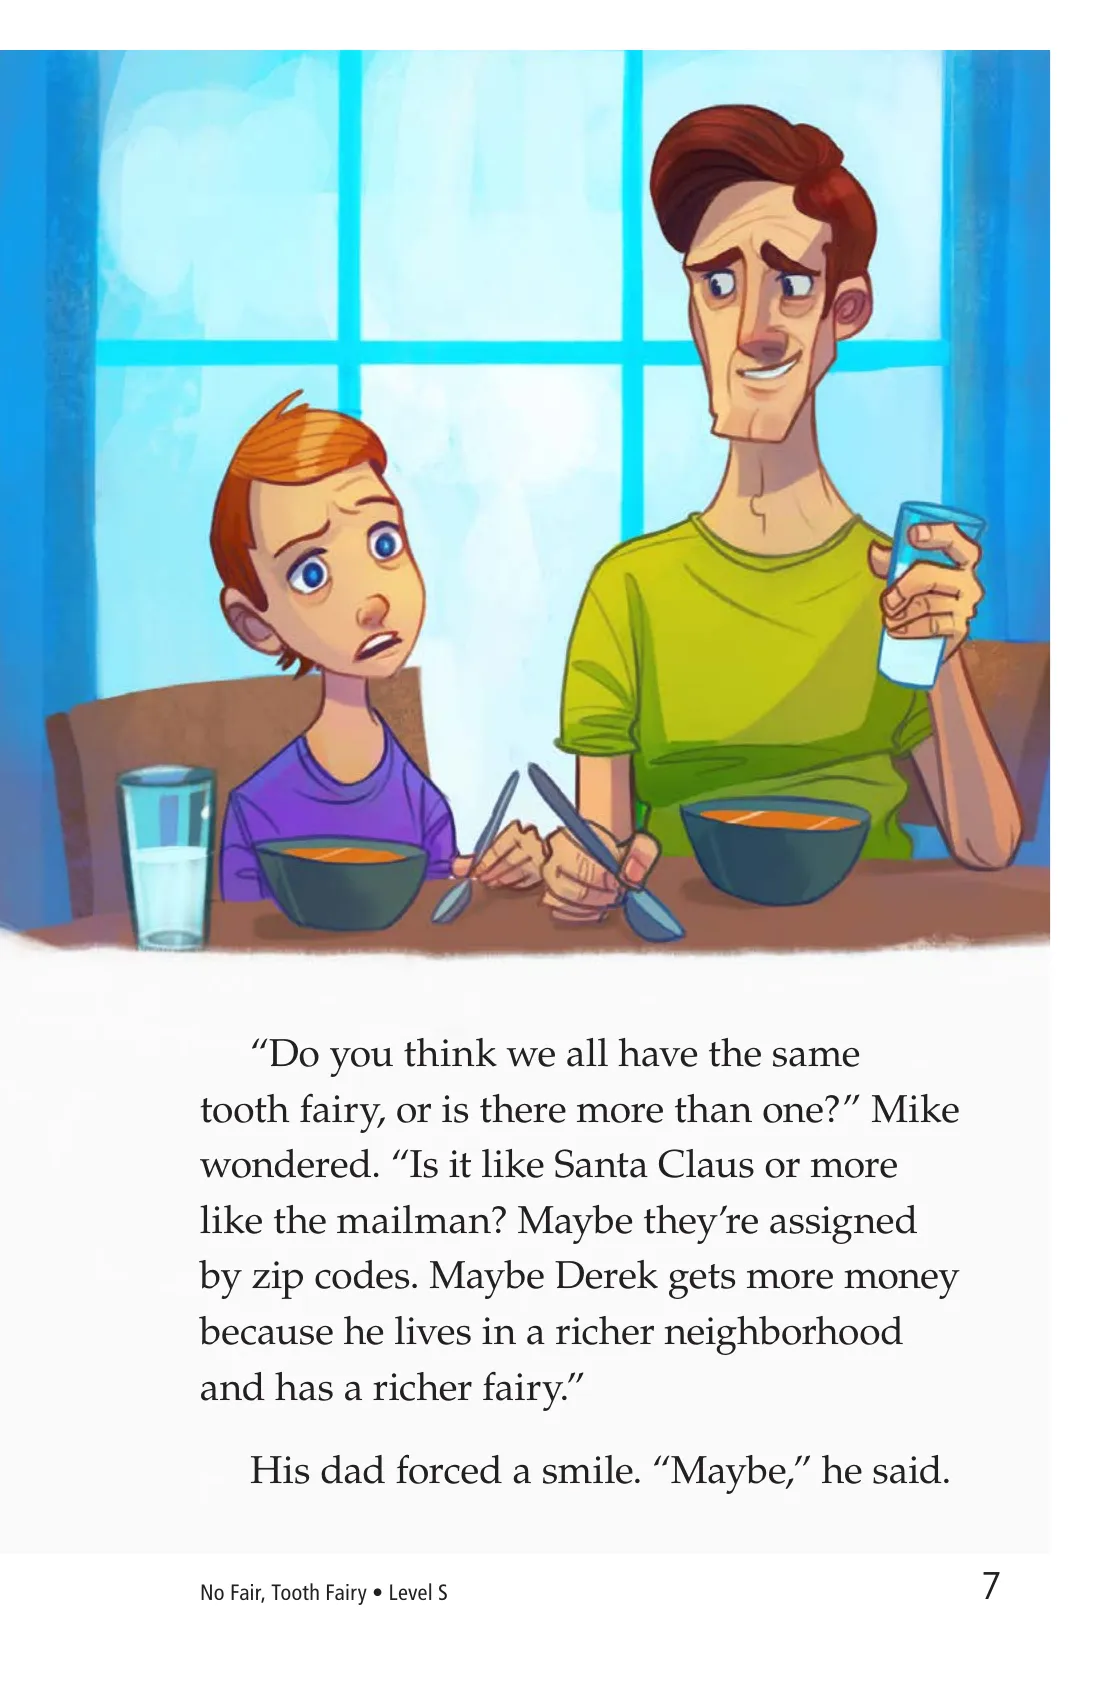 “Do you think we all have the same
tooth fairy, or is there more than one?” Mike
wondered. “Is it like Santa Claus or more
like the mailman? Maybe they’re assigned
by zip codes. Maybe Derek gets more money
because he lives in a richer neighborhood
and has a richer fairy.”
His dad forced a smile. “Maybe,” he said.
No Fair, Tooth Fairy • Level S
7